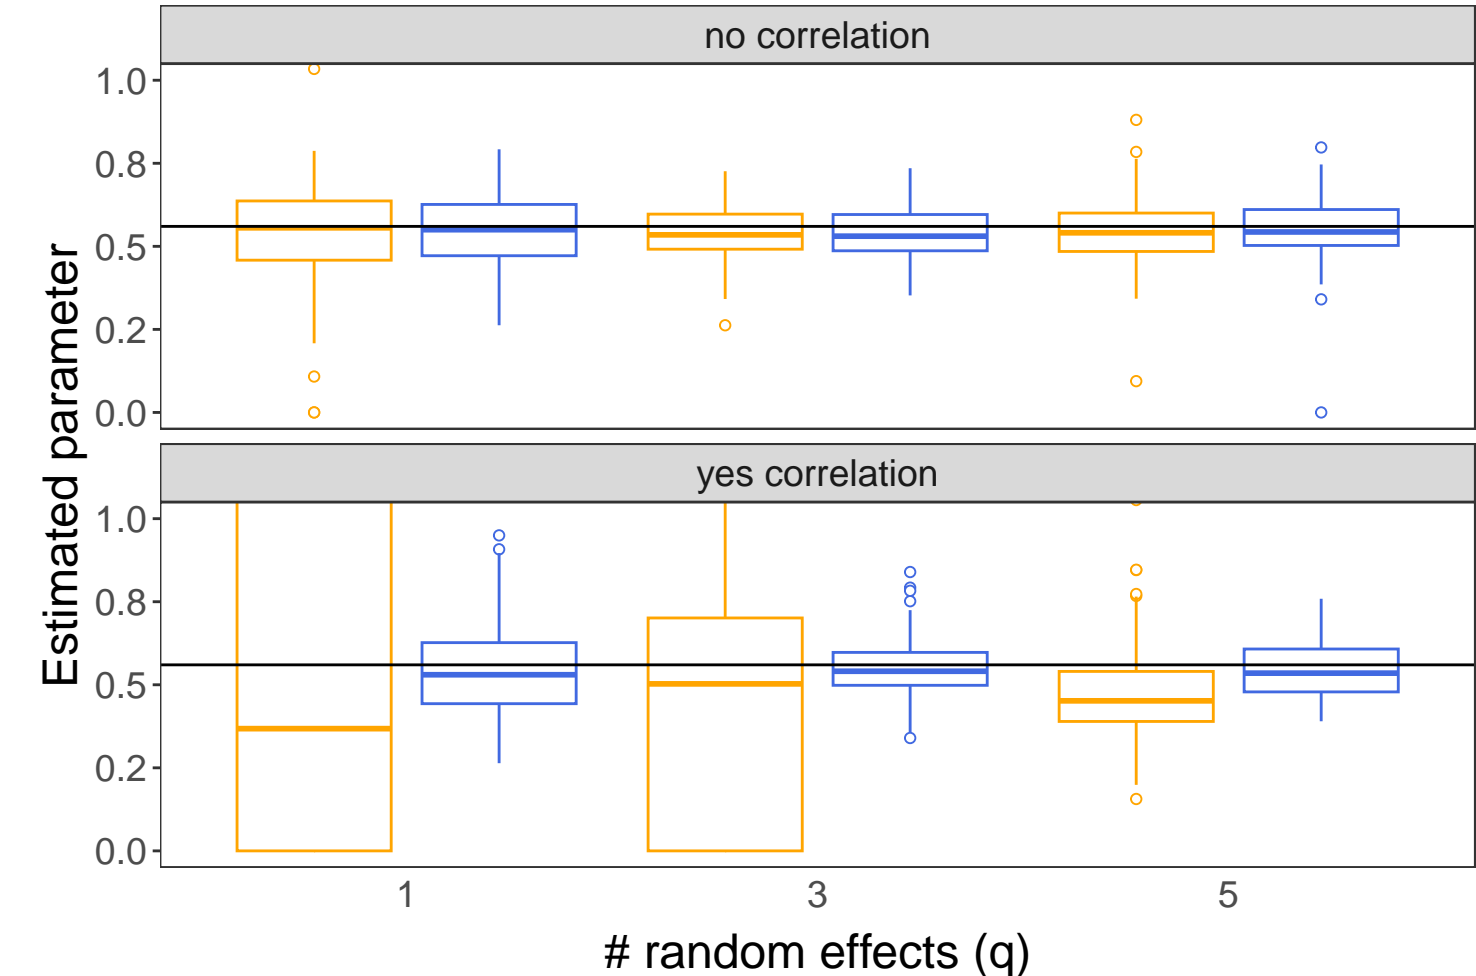 no correlation
1.0
0.8
0.5
0.2
0.0
yes correlation
1.0
0.8
0.5
0.2
0.0
Estimated parameter
1 3 5
# random effects (q)